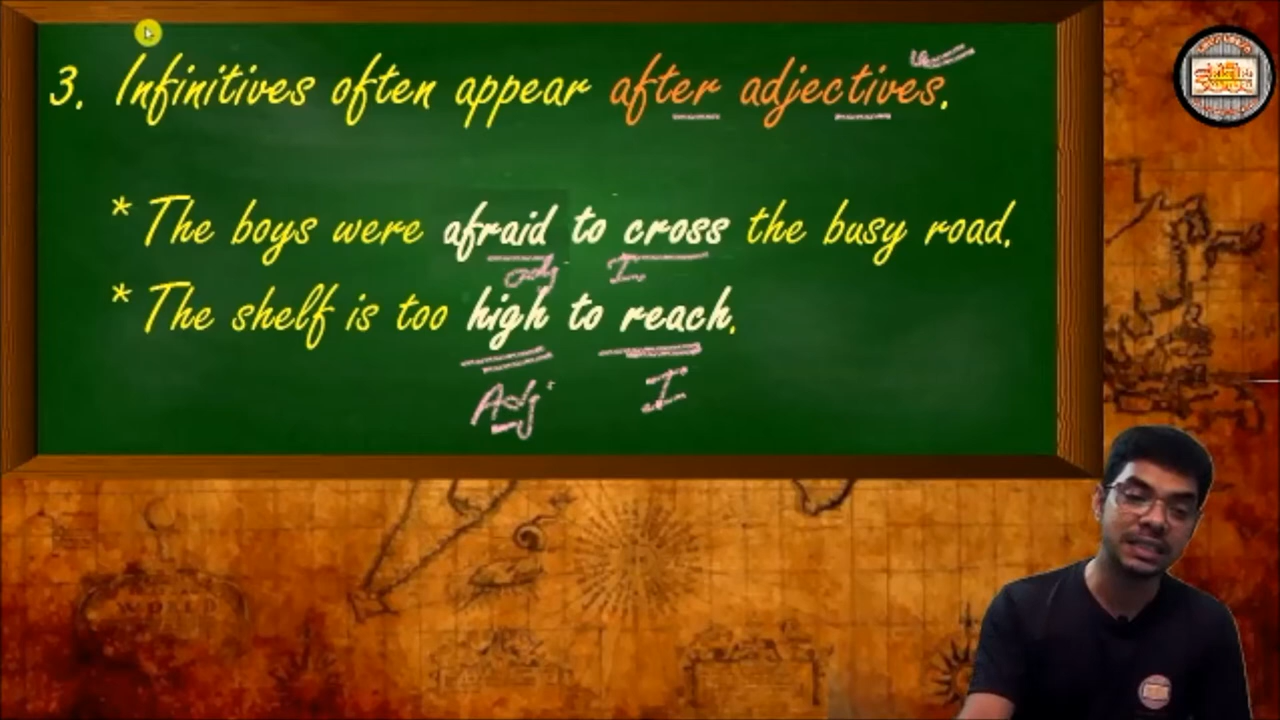 3. Infinitives often appear after adjectives.
* The boys were afraid to cross the busy road.
adj I
* The shelf is too high to reach.
Adj I
WORLD